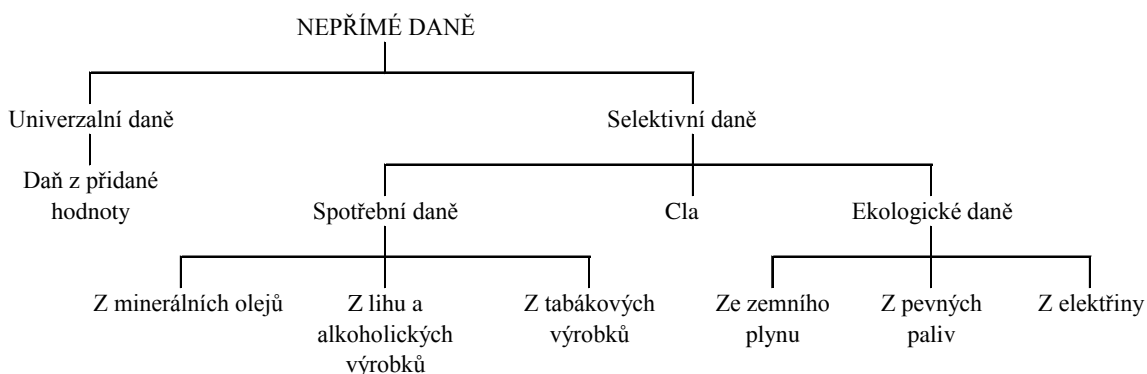 NEPŘÍMÉ DANĚ
Univerzalní daně
Selektivní daně
Daň z přidané
hodnoty
Spotřební daně
Cla
Ekologické daně
Z minerálních olejů
Z lihu a
alkoholických
výrobků
Z tabákových
výrobků
Ze zemního
plynu
Z pevných
paliv
Z elektřiny